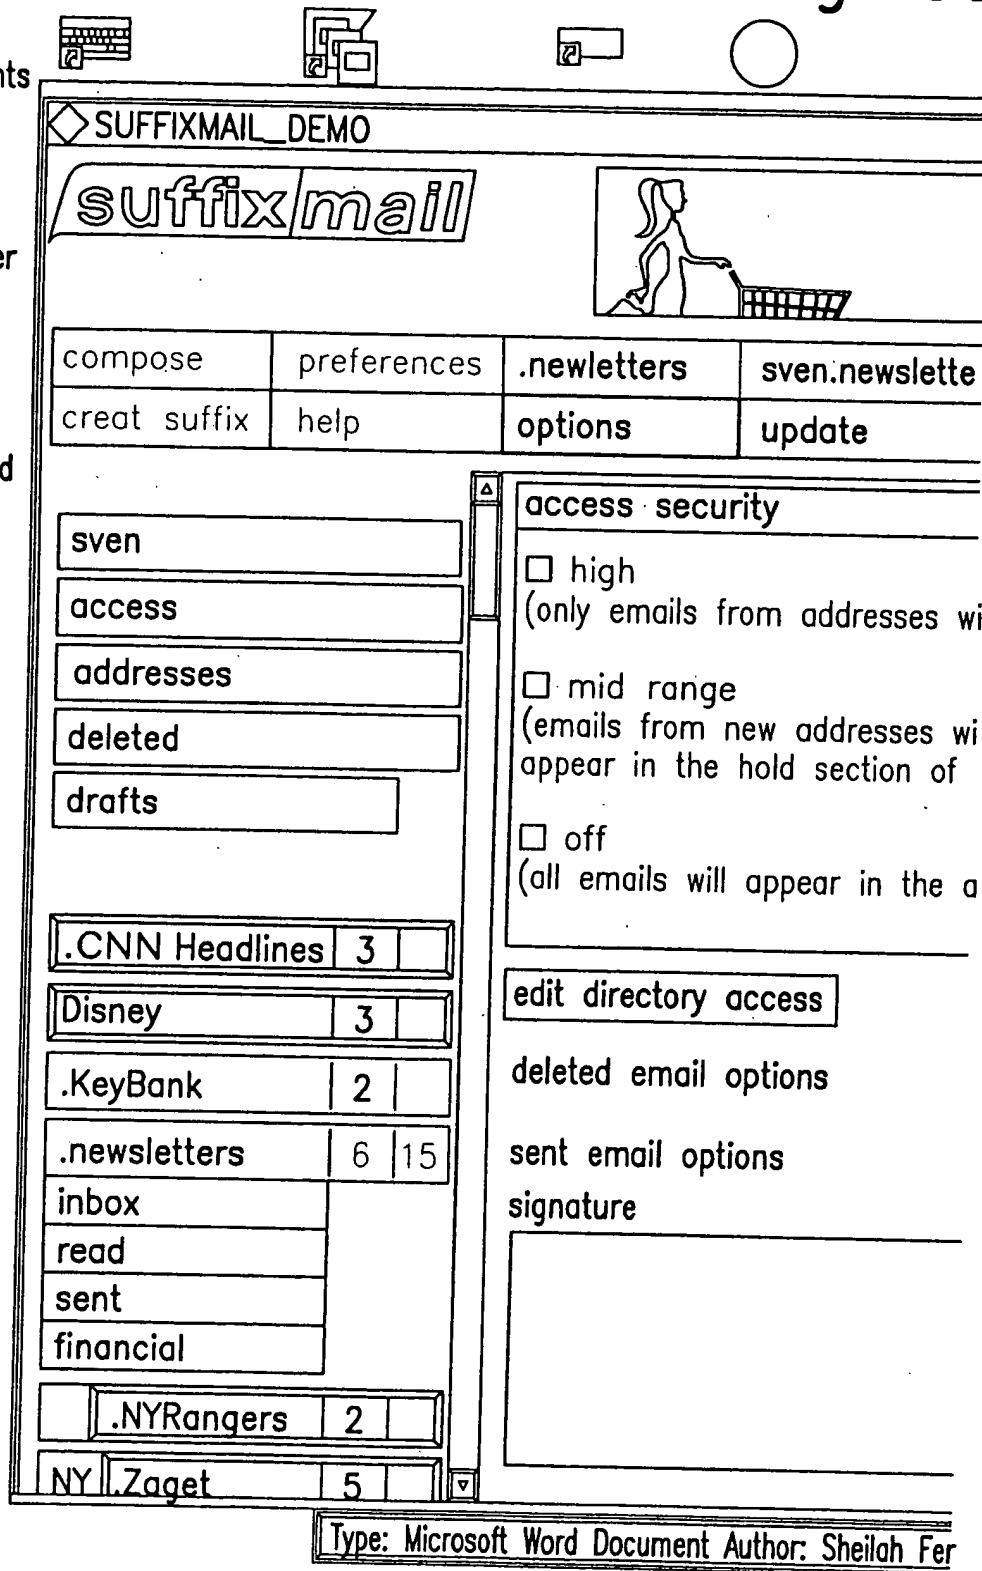 SUFFIXMAIL_DEMO
suffix mail
compose preferences .newletters sven.newslette
creat suffix help options update
sven
access
addresses
deleted
drafts
.CNN Headlines 3
Disney 3
.KeyBank 2
.newsletters 6 15
inbox
read
sent
financial
.NYRangers 2
NY .Zaget 5
access security
high
(only emails from addresses wi
mid range
(emails from new addresses wi
appear in the hold section of
off
(all emails will appear in the a
edit directory access
deleted email options
sent email options
signature
Type: Microsoft Word Document Author: Sheilah Fer